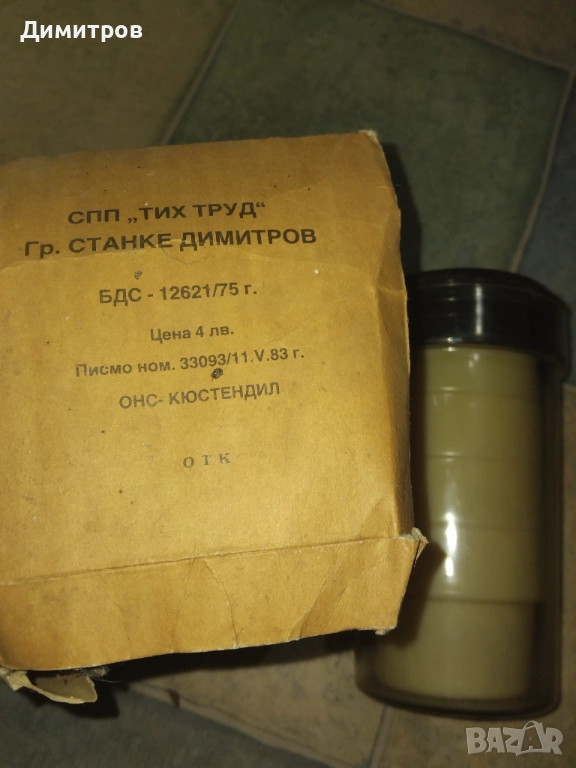 Димитров
СПП „ТИХ ТРУД“
Гр. СТАНКЕ ДИМИТРОВ
БДС - 12621/75 г.
Цена 4 лв.
Писмо ном. 33093/11.V.83 г.
ОНС- КЮСТЕНДИЛ
ОТК
BAZAR